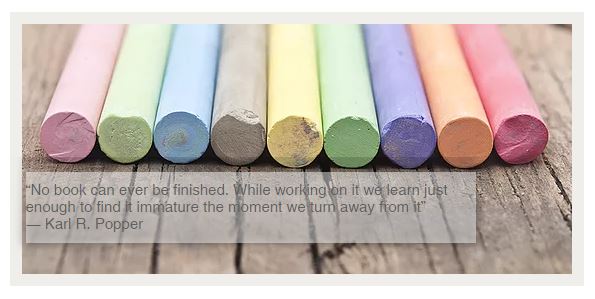 “No book can ever be finished. While working on it we learn just
enough to find it immature the moment we turn away from it”
— Karl R. Popper